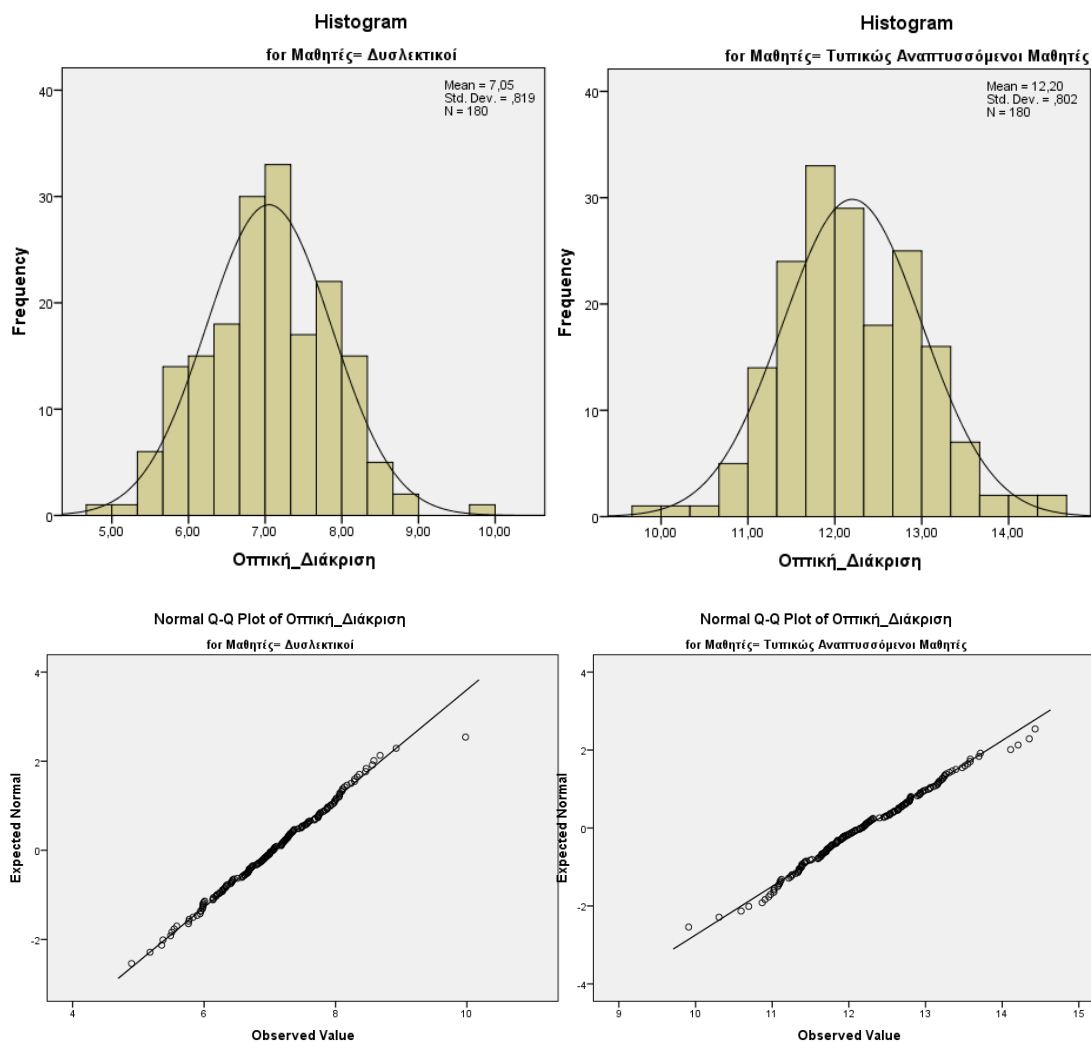 Histogram
for Μαθητές= Δυσλεκτικοί
Mean = 7,05
Std. Dev. = ,819
N = 180
40
30
20
10
0
Frequency
5,00 6,00 7,00 8,00 9,00 10,00
Οπτική_Διάκριση
Histogram
for Μαθητές= Τυπικώς Αναπτυσσόμενοι Μαθητές
Mean = 12,20
Std. Dev. = ,802
N = 180
40
30
20
10
0
Frequency
10,00 11,00 12,00 13,00 14,00
Οπτική_Διάκριση
Normal Q-Q Plot of Οπτική_Διάκριση
for Μαθητές= Δυσλεκτικοί
4
2
0
-2
Expected Normal
4 6 8 10
Observed Value
Normal Q-Q Plot of Οπτική_Διάκριση
for Μαθητές= Τυπικώς Αναπτυσσόμενοι Μαθητές
4
2
0
-2
-4
Expected Normal
9 10 11 12 13 14 15
Observed Value